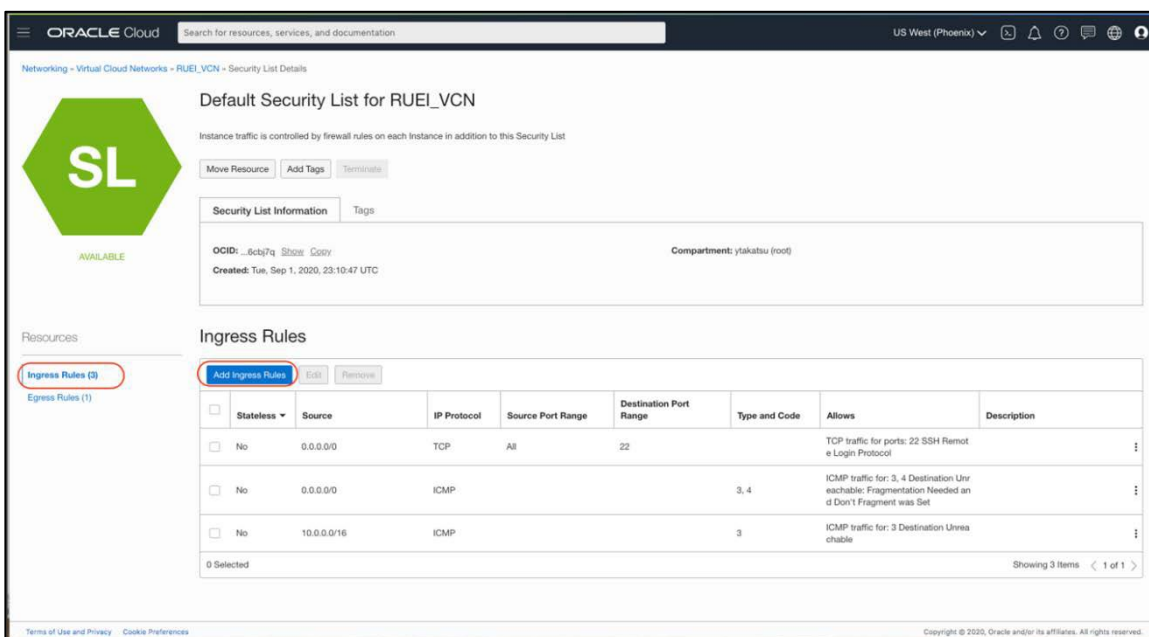 ORACLE Cloud
Search for resources, services, and documentation
US West (Phoenix)
Networking » Virtual Cloud Networks » RUEI_VCN » Security List Details
SL
AVAILABLE
Default Security List for RUEI_VCN
Instance traffic is controlled by firewall rules on each Instance in addition to this Security List
Move Resource Add Tags Terminate
Security List Information Tags
OCID: ...6cbj7q Show Copy
Compartment: ytakatsu (root)
Created: Tue, Sep 1, 2020, 23:10:47 UTC
Resources
Ingress Rules (3)
Egress Rules (1)
Ingress Rules
Add Ingress Rules Edit Remove
Stateless Source IP Protocol Source Port Range Destination Port Range Type and Code Allows Description
No 0.0.0.0/0 TCP All 22 TCP traffic for ports: 22 SSH Remot
e Login Protocol
No 0.0.0.0/0 ICMP 3, 4 ICMP traffic for: 3, 4 Destination Unr
eachable: Fragmentation Needed an
d Don't Fragment was Set
No 10.0.0.0/16 ICMP 3 ICMP traffic for: 3 Destination Unrea
chable
0 Selected
Showing 3 Items < 1 of 1 >
Terms of Use and Privacy Cookie Preferences
Copyright © 2020, Oracle and/or its affiliates. All rights reserved.